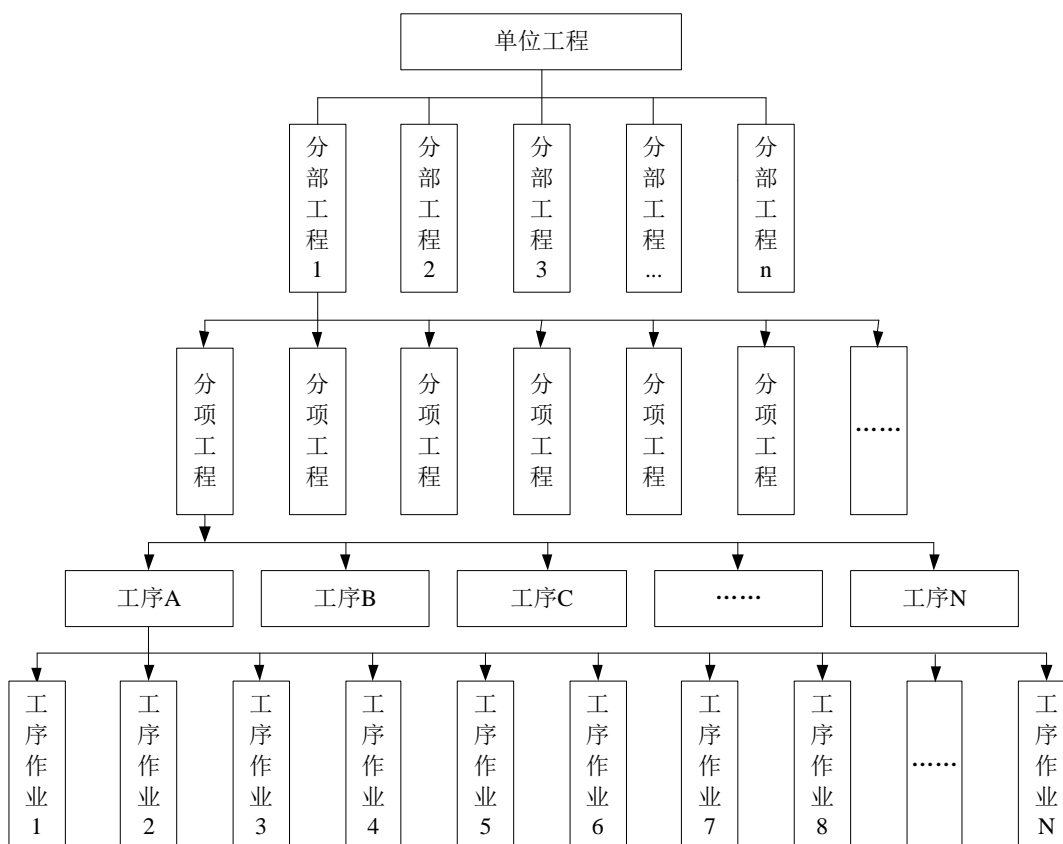 单位工程
分部工程1
分部工程2
分部工程3
分部工程...
分部工程n
分项工程
分项工程
分项工程
分项工程
分项工程
分项工程
……
工序A
工序B
工序C
……
工序N
工序作业1
工序作业2
工序作业3
工序作业4
工序作业5
工序作业6
工序作业7
工序作业8
……
工序作业N